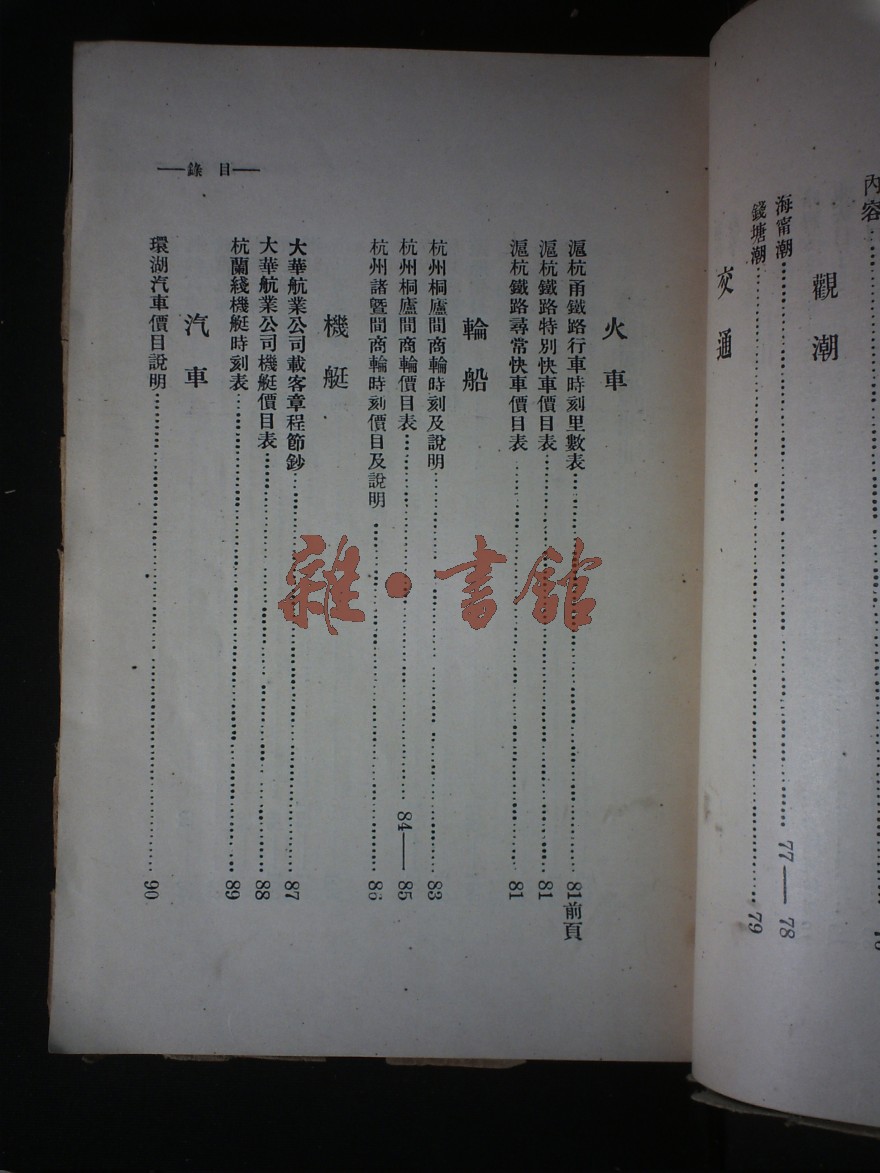 內容
觀潮
海甯潮 77——78
錢塘潮 79
交通
——錄 目——
火車
滬杭甬鐵路行車時刻里數表 81前頁
滬杭鐵路特別快車價目表 81
滬杭鐵路尋常快車價目表 81
輪船
杭州桐廬間商輪時刻及說明 83
杭州桐廬間商輪價目表 84——85
杭州諸暨間商輪時刻價目及說明 86
機艇
大華航業公司載客章程節鈔 87
大華航業公司機艇價目表 88
杭蘭綫機艇時刻表 89
汽車
環湖汽車價目說明 90
雜·書館